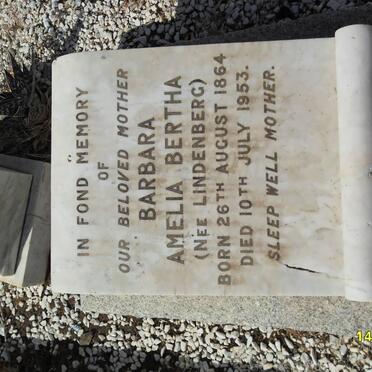 IN FOND MEMORY
OF
OUR BELOVED MOTHER
BARBARA
AMELIA BERTHA
(NEE LINDENBERG)
BORN 26TH AUGUST 1864
DIED 10TH JULY 1953.
SLEEP WELL MOTHER.
14